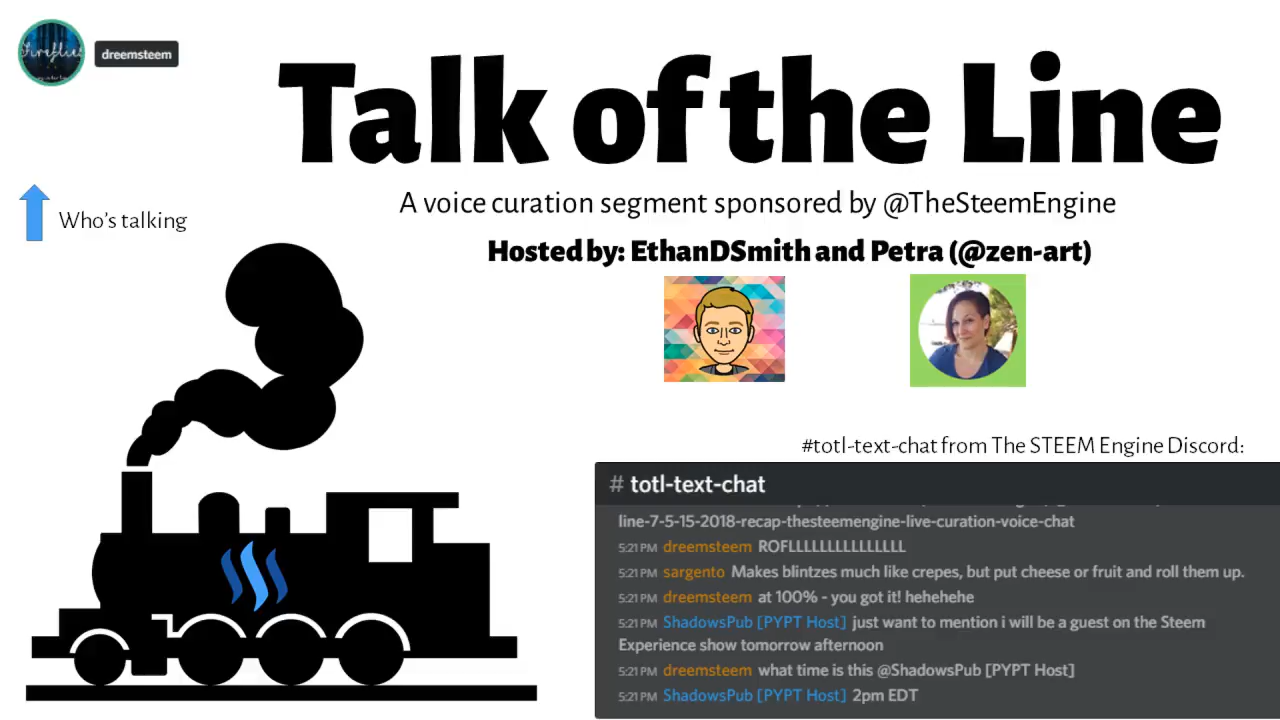 Fireflies
dreemsteem
Talk of the Line
A voice curation segment sponsored by @TheSteemEngine
Who's talking
Hosted by: EthanDSmith and Petra (@zen-art)
#totl-text-chat from The STEEM Engine Discord:
# totl-text-chat
line-7-5-15-2018-recap-thesteemengine-live-curation-voice-chat
5:21 PM dreemsteem ROFLLLLLLLLLLLLLLLL
5:21 PM sargento Makes blintzes much like crepes, but put cheese or fruit and roll them up.
5:21 PM dreemsteem at 100% - you got it! hehehehe
5:21 PM ShadowsPub [PYPT Host] just want to mention i will be a guest on the Steem
Experience show tomorrow afternoon
5:21 PM dreemsteem what time is this @ShadowsPub [PYPT Host]
5:21 PM ShadowsPub [PYPT Host] 2pm EDT